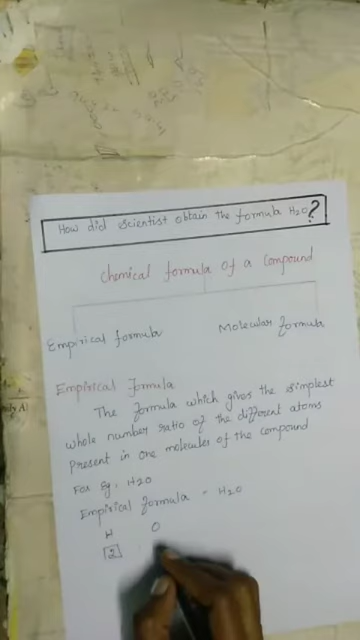 How did scientist obtain the formula H2O?
Chemical formula of a Compound
Empirical formula
Molecular formula
Empirical formula
The formula which gives the simplest
whole number ratio of the different atoms
Present in one molecules of the compound
For Eg: H2O
Empirical formula - H2O
H O
2 :